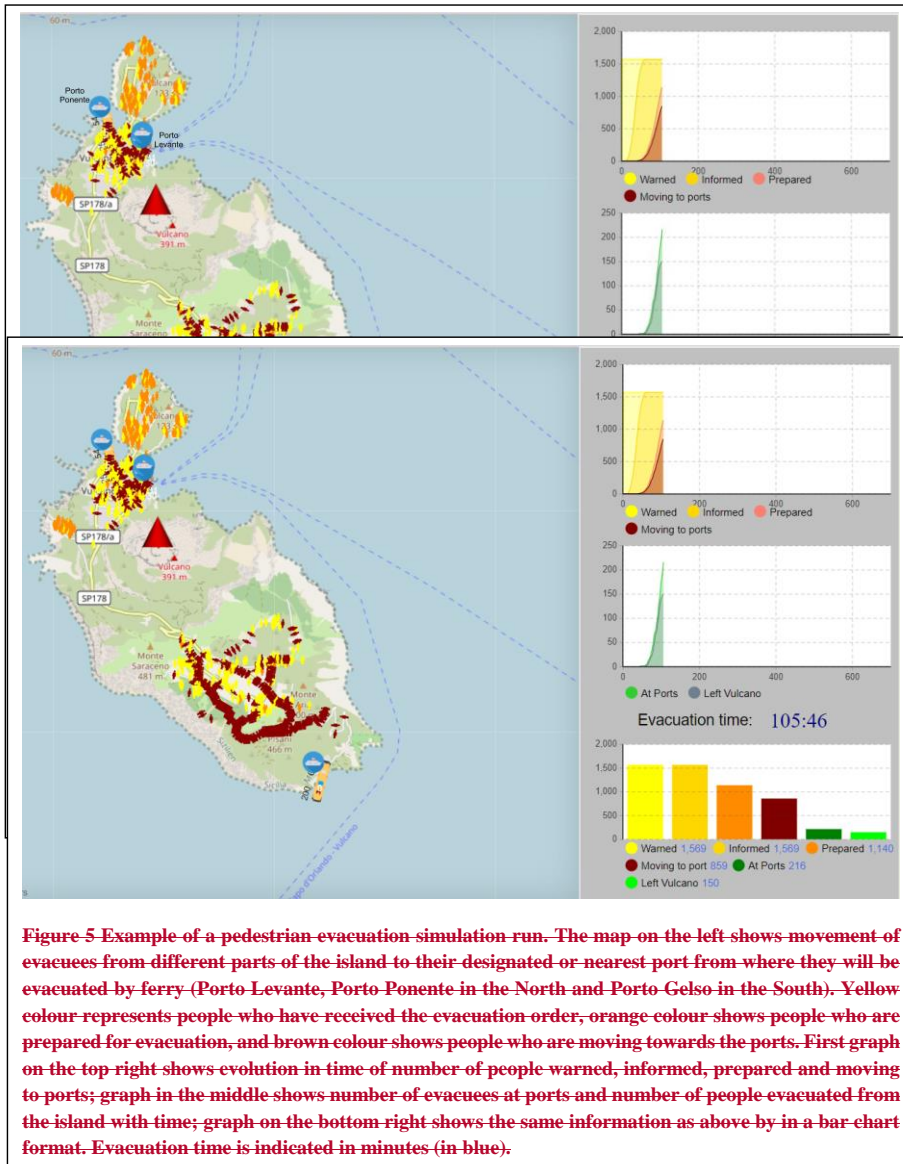 60 m
2,000
1,500
1,000
500
0
200
400
600
Warned Informed Prepared
Moving to ports
Porto
Ponente
Porto
Levante
SP178/a
Vulcano
391 m
SP178
Monte
Saraceno
250
200
150
100
50
0
200
400
600
60 m
2,000
1,500
1,000
500
0
200
400
600
Warned Informed Prepared
Moving to ports
SP178/a
Vulcano
391 m
SP178
Monte
Saraceno
481 m
Monte
466 m
Sicilia
250
200
150
100
50
0
200
400
600
At Ports Left Vulcano
Evacuation time: 105:46
2,000
1,500
1,000
500
0
Warned 1,569 Informed 1,569 Prepared 1,140
Moving to port 859 At Ports 216
Left Vulcano 150
Figure 5 Example of a pedestrian evacuation simulation run. The map on the left shows movement of
evacuees from different parts of the island to their designated or nearest port from where they will be
evacuated by ferry (Porto Levante, Porto Ponente in the North and Porto Gelso in the South). Yellow
colour represents people who have received the evacuation order, orange colour shows people who are
prepared for evacuation, and brown colour shows people who are moving towards the ports. First graph
on the top right shows evolution in time of number of people warned, informed, prepared and moving
to ports; graph in the middle shows number of evacuees at ports and number of people evacuated from
the island with time; graph on the bottom right shows the same information as above by in a bar chart
format. Evacuation time is indicated in minutes (in blue).